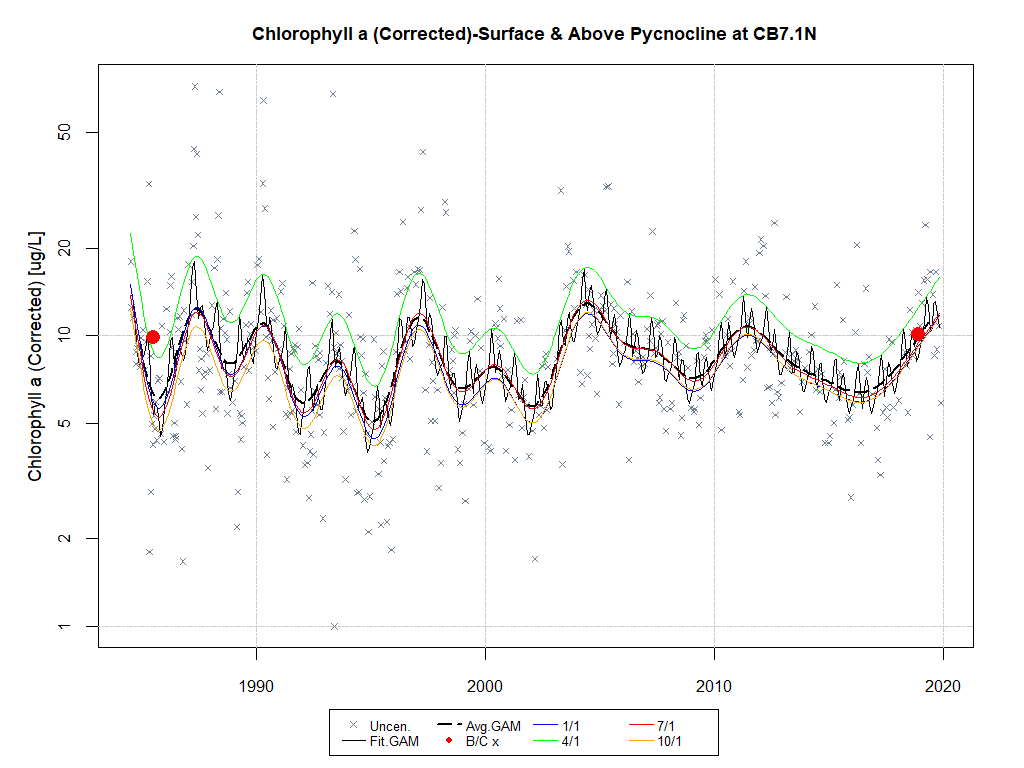 Chlorophyll a (Corrected)-Surface & Above Pycnocline at CB7.1N
Chlorophyll a (Corrected) [ug/L]
50
20
10
5
2
1
1990 2000 2010 2020
Uncen. Avg.GAM 1/1 7/1
Fit.GAM B/C x 4/1 10/1